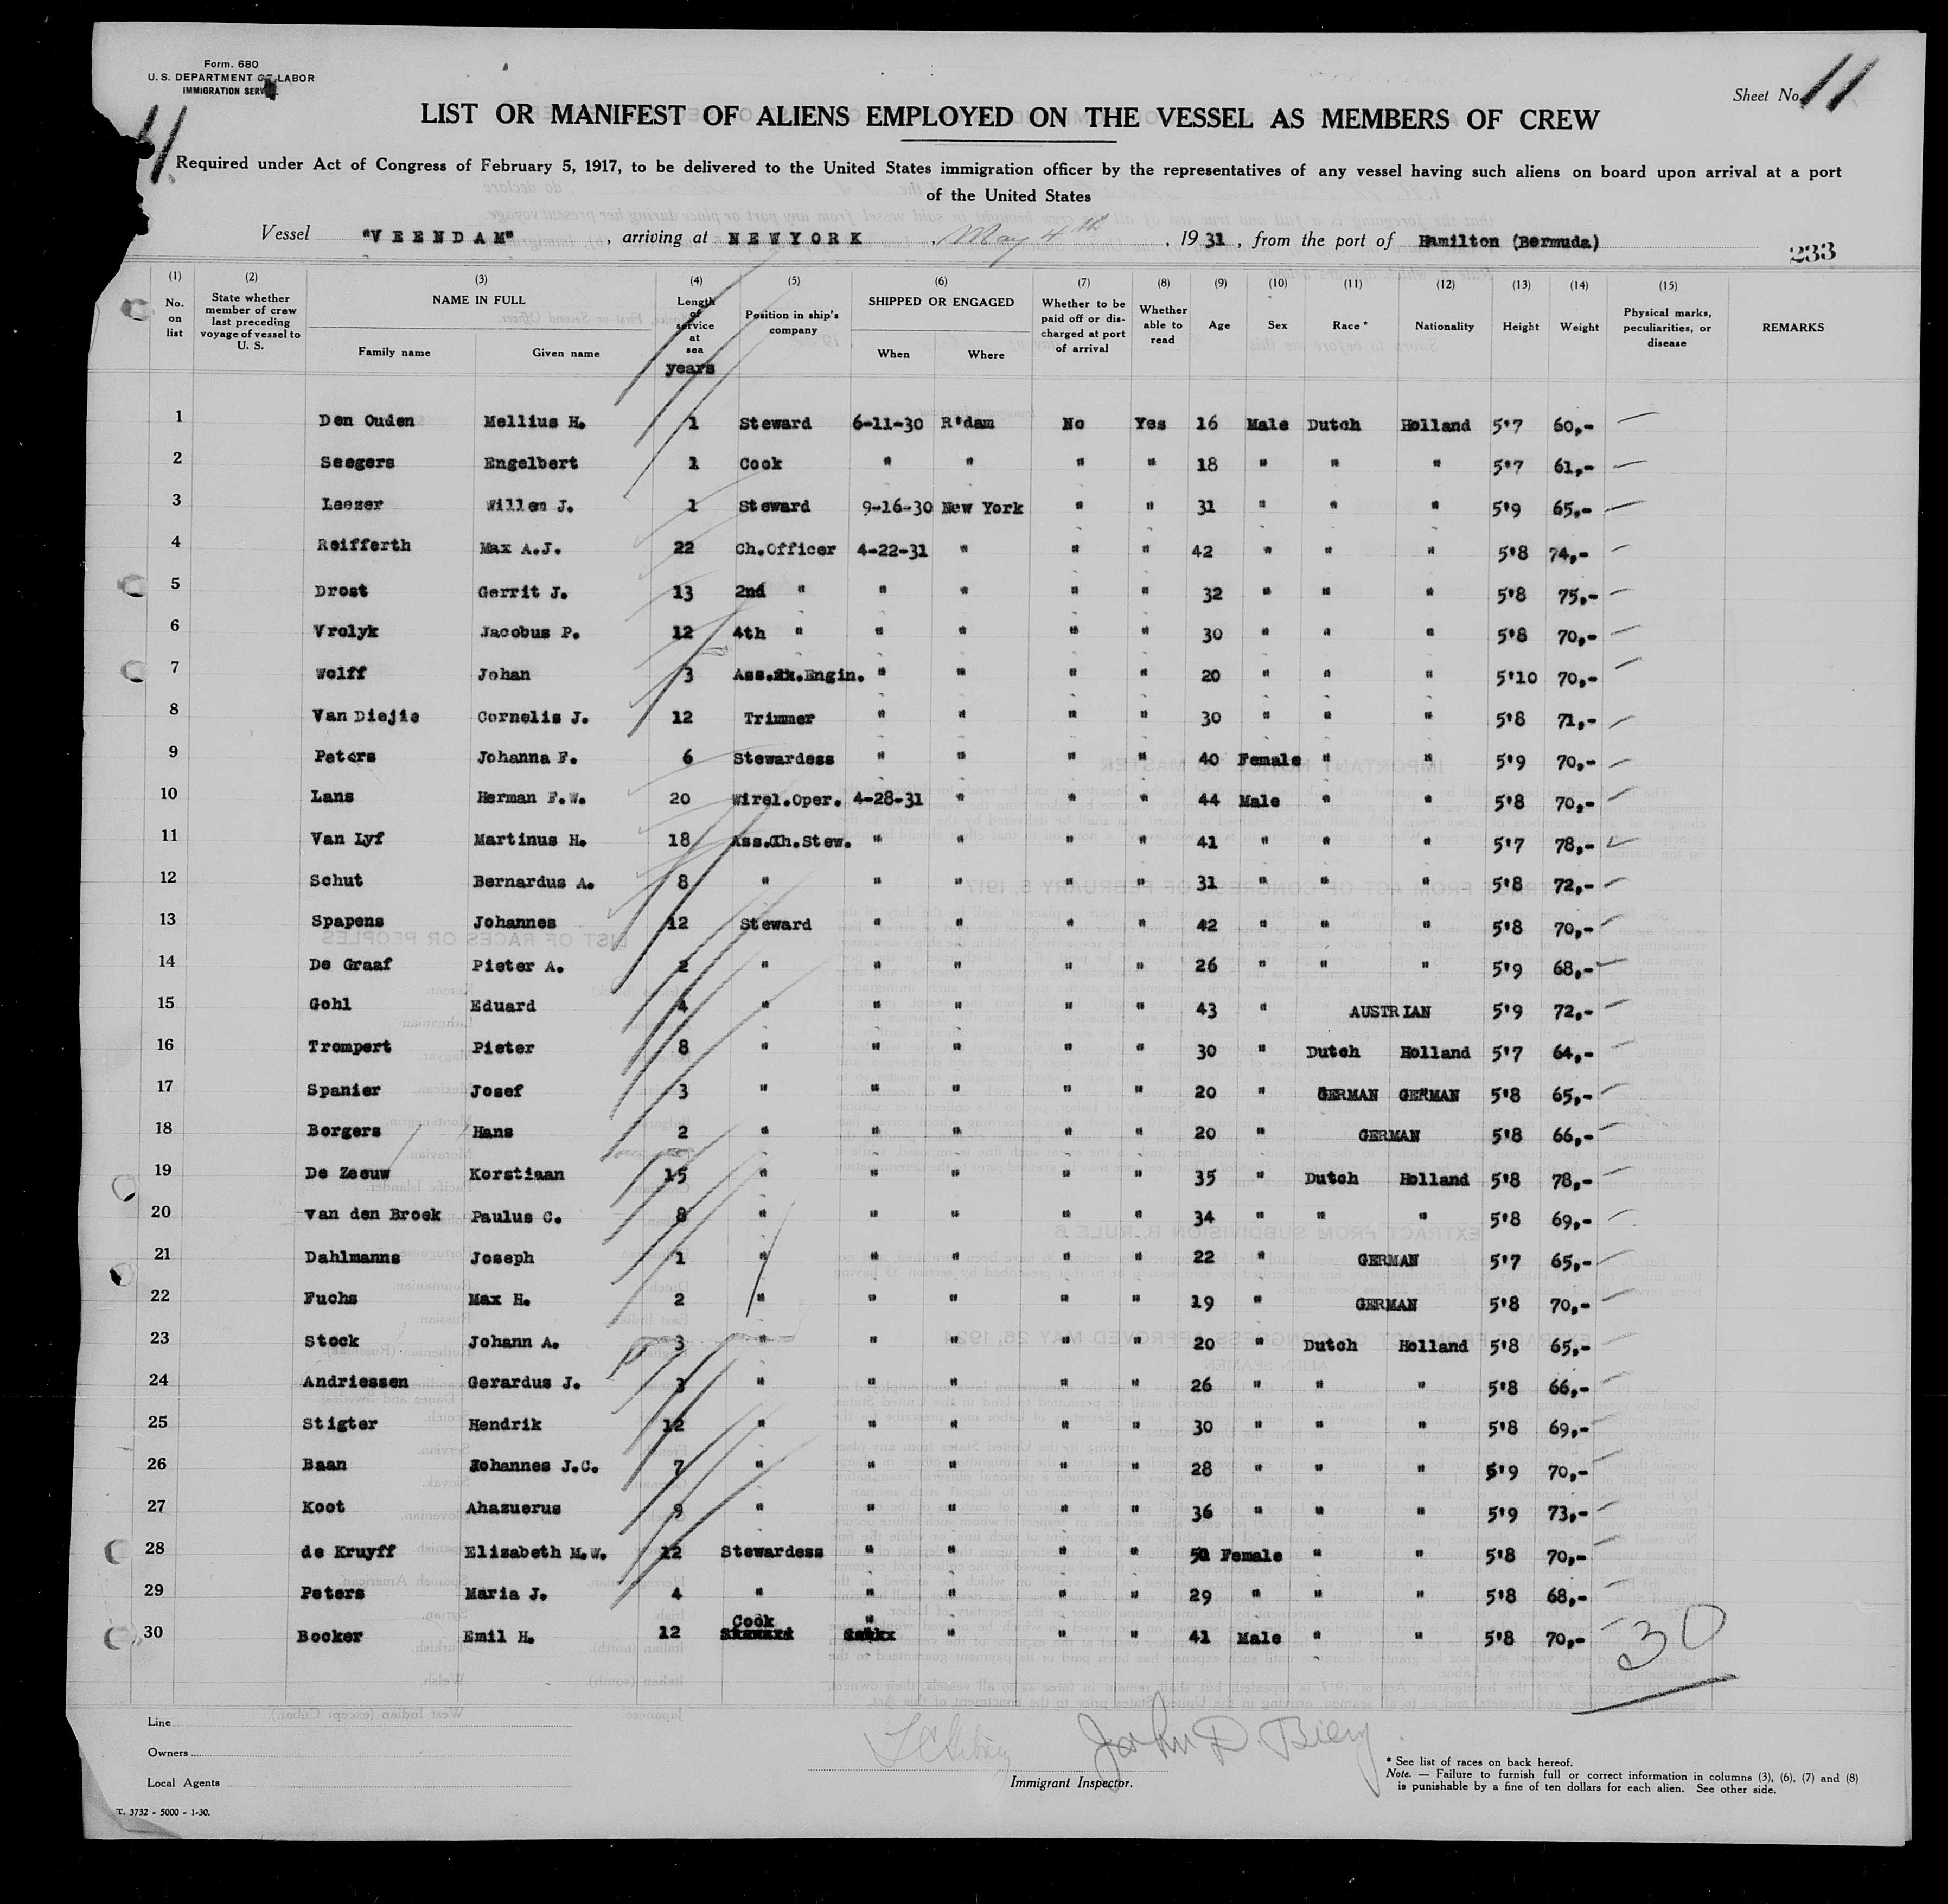 Form. 680
U. S. DEPARTMENT OF LABOR
IMMIGRATION SERV
Sheet No. 11
11
LIST OR MANIFEST OF ALIENS EMPLOYED ON THE VESSEL AS MEMBERS OF CREW
Required under Act of Congress of February 5, 1917, to be delivered to the United States immigration officer by the representatives of any vessel having such aliens on board upon arrival at a port
of the United States
Vessel "VEENDAM", arriving at NEWYORK, May 4th, 1931, from the port of Hamilton (Bermuda)
233
(1) (2) (3) (4) (5) (6) (7) (8) (9) (10) (11) (12) (13) (14) (15)
No. on list | State whether member of crew last preceding voyage of vessel to U. S. | NAME IN FULL | Length of service at sea | Position in ship's company | SHIPPED OR ENGAGED | Whether to be paid off or discharged at port of arrival | Whether able to read | Age | Sex | Race * | Nationality | Height | Weight | Physical marks, peculiarities, or disease | REMARKS
Family name | Given name | years | When | Where
1 Den Ouden Mellius H. 1 Steward 6-11-30 R'dam No Yes 16 Male Dutch Holland 5'7 60,-
2 Seegers Engelbert 1 Cook " " " " 18 " " " 5'7 61,-
3 Laeser Willem J. 1 Steward 9-16-30 New York " " 31 " " " 5'9 65,-
4 Reifferth Max A.J. 22 Ch.Officer 4-22-31 " " " 42 " " " 5'8 74,-
5 Drost Gerrit J. 13 2nd " " " " " 32 " " " 5'8 75,-
6 Vrolyk Jacobus P. 12 4th " " " " " 30 " " " 5'8 70,-
7 Wolff Johan 3 Ass. Engin. " " " " 20 " " " 5'10 70,-
8 Van Diejie Cornelis J. 12 Trimmer " " " " 30 " " " 5'8 71,-
9 Peters Johanna F. 6 Stewardess " " " " 40 Female " " 5'9 70,-
10 Lans Herman F.W. 20 Wirel.Oper. 4-28-31 " " " 44 Male " " 5'8 70,-
11 Van Lyf Martinus H. 18 Ass.Ch.Stew. " " " " 41 " " " 5'7 78,-
12 Schut Bernardus A. 8 " " " " " 31 " " " 5'8 72,-
13 Spapens Johannes 12 Steward " " " " 42 " " " 5'8 70,-
14 De Graaf Pieter A. 2 " " " " " 26 " " " 5'9 68,-
15 Gohl Eduard 4 " " " " " 43 " AUSTRIAN 5'9 72,-
16 Trompert Pieter 8 " " " " " 30 " Dutch Holland 5'7 64,-
17 Spanier Josef 3 " " " " " 20 " GERMAN GERMAN 5'8 65,-
18 Borgers Hans 2 " " " " " 20 " GERMAN 5'8 66,-
19 De Zeeuw Korstiaan 15 " " " " " 35 " Dutch Holland 5'8 78,-
20 van den Broek Paulus C. 8 " " " " " 34 " " " 5'8 69,-
21 Dahlmanns Joseph 1 " " " " " 22 " GERMAN 5'7 65,-
22 Fuchs Max H. 2 " " " " " 19 " GERMAN 5'8 70,-
23 Stock Johann A. 3 " " " " " 20 " Dutch Holland 5'8 65,-
24 Andriessen Gerardus J. 3 " " " " " 26 " " " 5'8 66,-
25 Stigter Hendrik 12 " " " " " 30 " " " 5'8 69,-
26 Baan Johannes J.C. 7 " " " " " 28 " " " 5'9 70,-
27 Koot Ahazuerus 9 " " " " " 36 " " " 5'9 73,-
28 de Kruyff Elizabeth M.W. 12 Stewardess " " " " Female " " 5'8 70,-
29 Peters Maria J. 4 " " " " " 29 " " " 5'8 68,-
30 Bocker Emil H. 12 Cook " " " " 41 Male " " 5'8 70,-
30
Line
Owners
Local Agents
John D. Biery
Immigrant Inspector.
* See list of races on back hereof.
Note. — Failure to furnish full or correct information in columns (3), (6), (7) and (8)
is punishable by a fine of ten dollars for each alien. See other side.
T. 3732 - 5000 - 1-30.